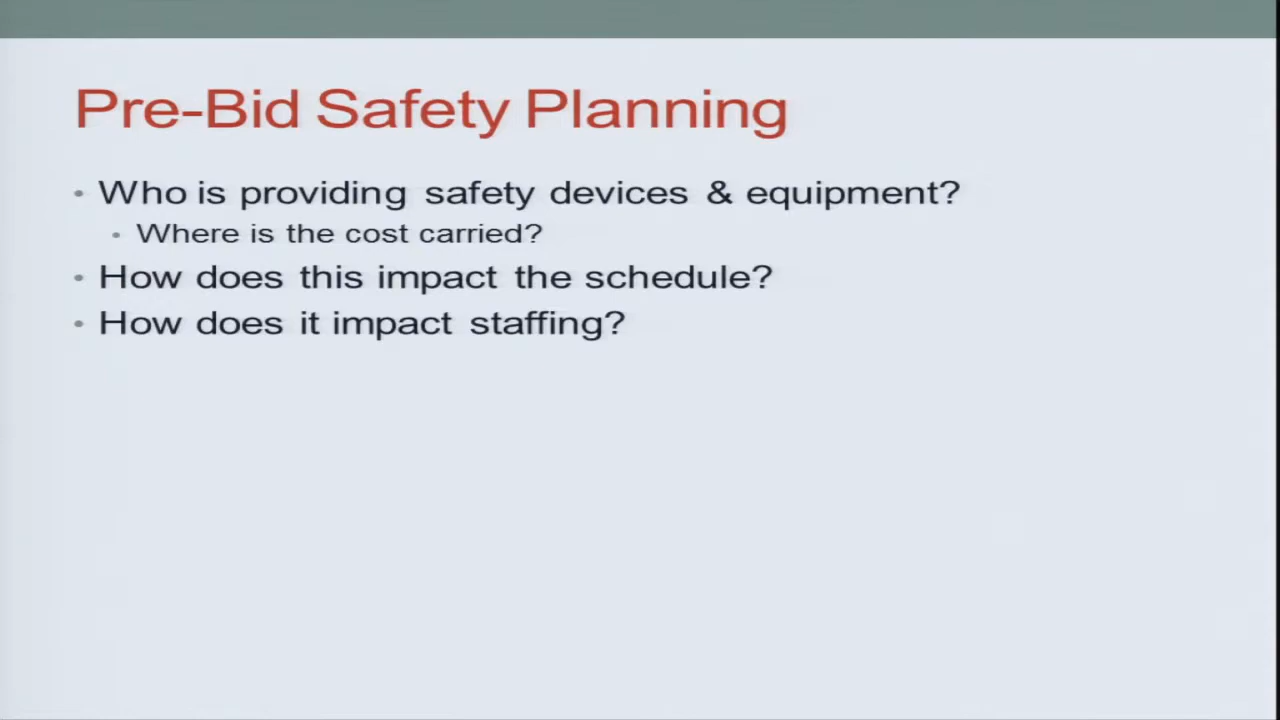 Pre-Bid Safety Planning
• Who is providing safety devices & equipment?
• Where is the cost carried?
• How does this impact the schedule?
• How does it impact staffing?